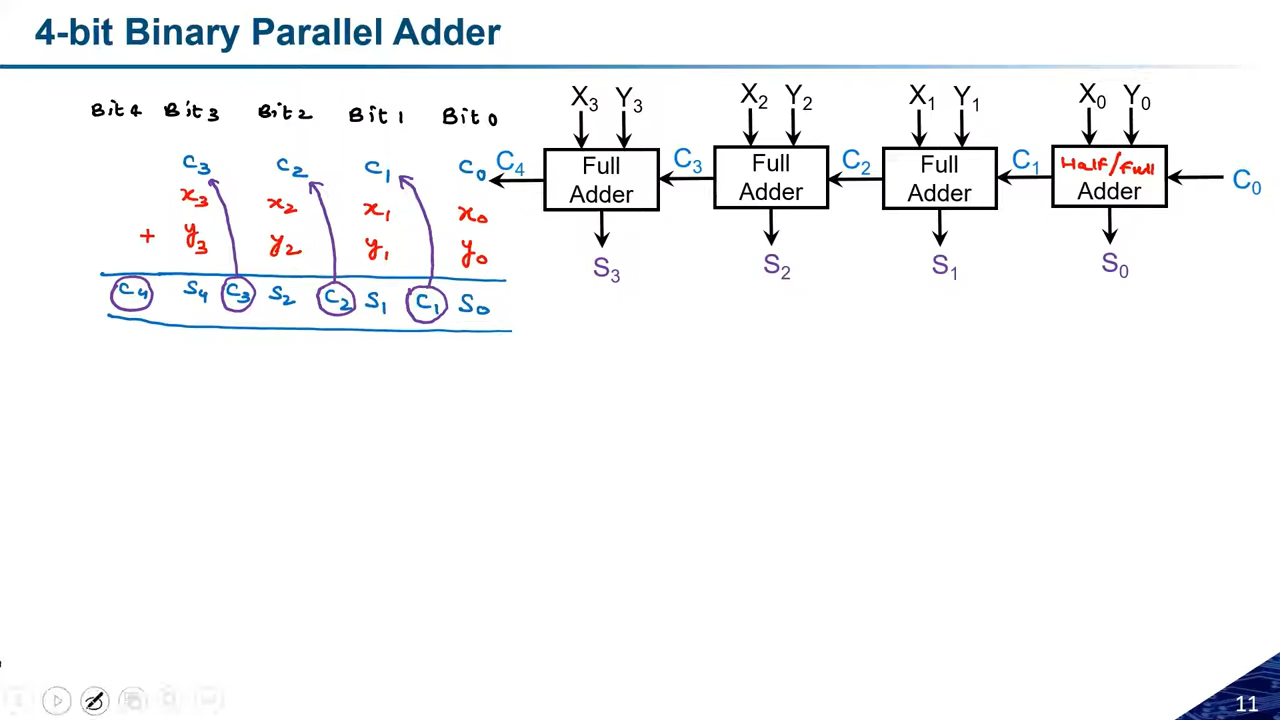 4-bit Binary Parallel Adder
Bit 4 Bit 3 Bit 2 Bit 1 Bit 0
C3 C2 C1 C0
x3 x2 x1 x0
+ y3 y2 y1 y0
C4 S4 C3 S2 C2 S1 C1 S0
X3 Y3 X2 Y2 X1 Y1 X0 Y0
C4 Full Adder C3 Full Adder C2 Full Adder C1 Half/Full Adder C0
S3 S2 S1 S0
11